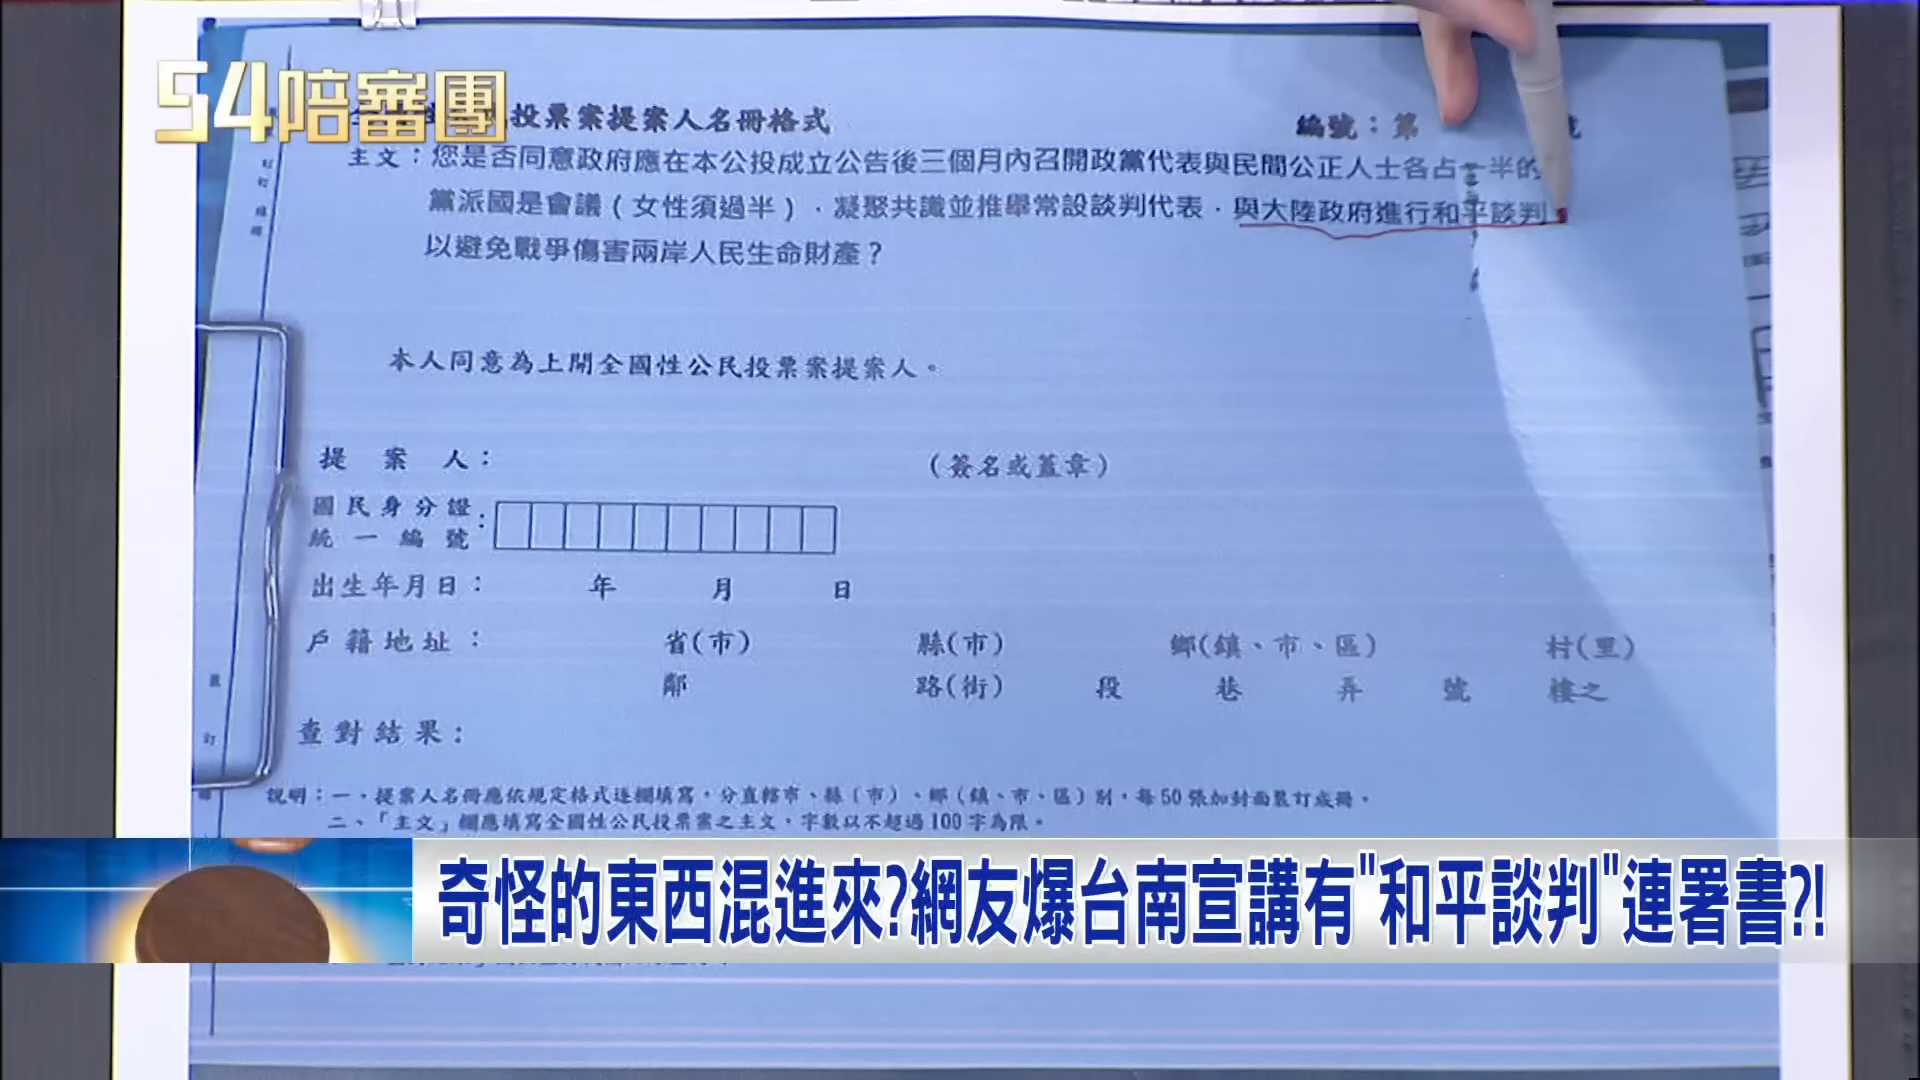 54陪審團
投票案提案人名冊格式
編號：第 號
主文：您是否同意政府應在本公投成立公告後三個月內召開政黨代表與民間公正人士各占一半的
黨派國是會議（女性須過半），凝聚共識並推舉常設談判代表，與大陸政府進行和平談判
以避免戰爭傷害兩岸人民生命財產？
本人同意為上開全國性公民投票案提案人。
提案人： （簽名或蓋章）
國民身分證統一編號：
出生年月日： 年 月 日
戶籍地址： 省(市) 縣(市) 鄉(鎮、市、區) 村(里)
鄰 路(街) 段 巷 弄 號 樓之
查對結果：
說明：一、提案人名冊應依規定格式逐欄填寫，分直轄市、縣（市）、鄉（鎮、市、區）別，每50張加封面裝訂成冊。
二、「主文」欄應填寫全國性公民投票案之主文，字數以不超過100字為限。
奇怪的東西混進來?網友爆台南宣講有"和平談判"連署書?!